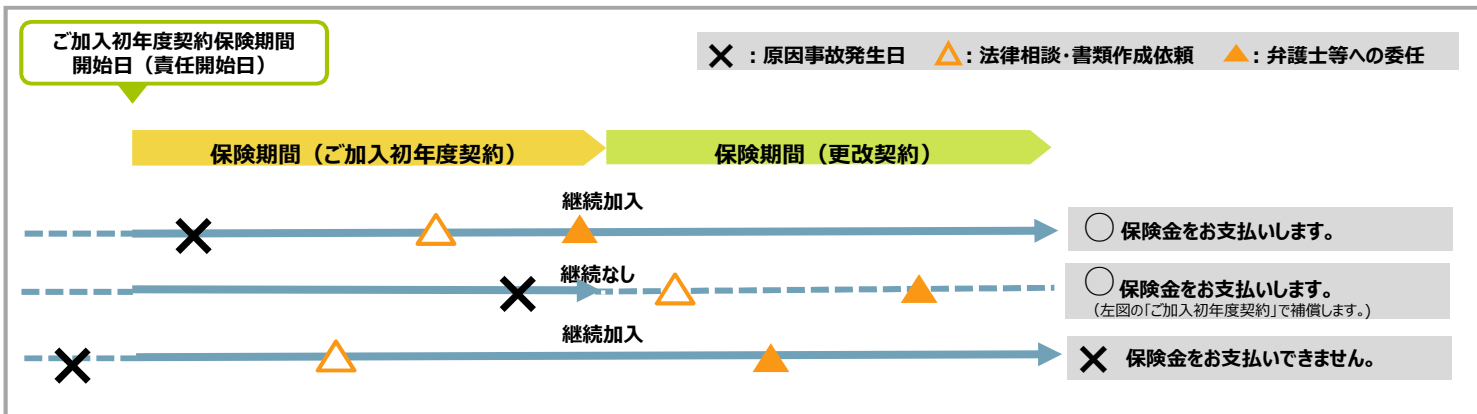 ご加入初年度契約保険期間
開始日（責任開始日）
✕ ：原因事故発生日 △：法律相談・書類作成依頼 ▲：弁護士等への委任
保険期間（ご加入初年度契約） 保険期間（更改契約）
継続加入
○ 保険金をお支払いします。
継続なし
○ 保険金をお支払いします。
（左図の「ご加入初年度契約」で補償します。)
継続加入
✕ 保険金をお支払いできません。